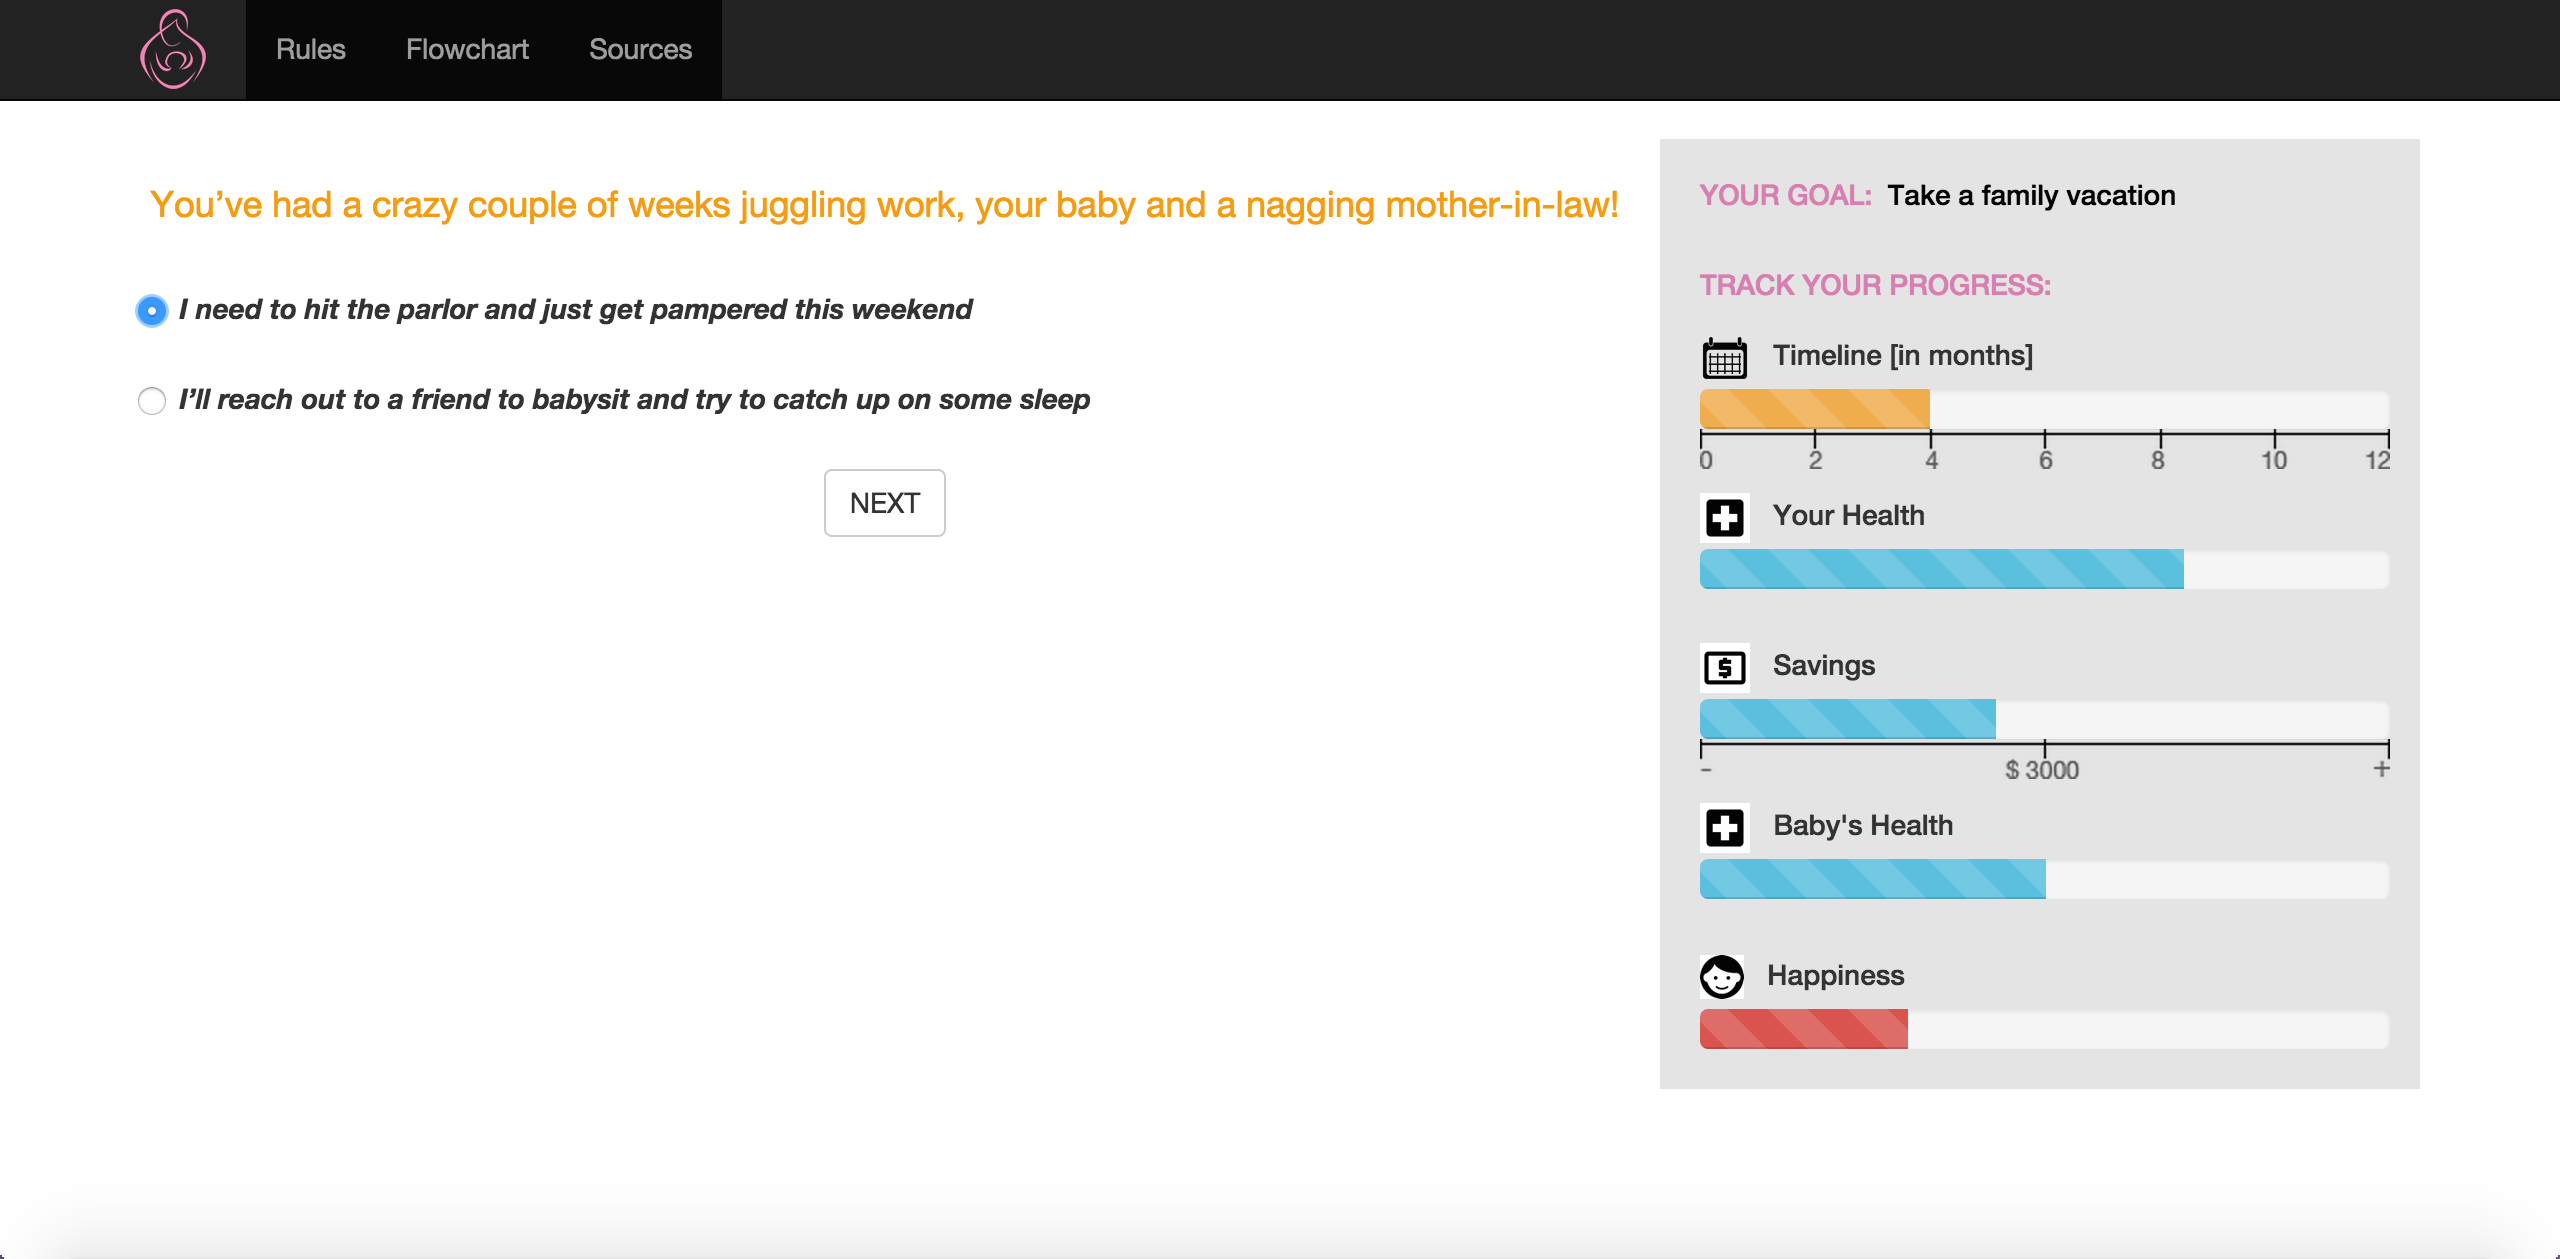 Rules Flowchart Sources
You’ve had a crazy couple of weeks juggling work, your baby and a nagging mother-in-law!
I need to hit the parlor and just get pampered this weekend
I’ll reach out to a friend to babysit and try to catch up on some sleep
NEXT
YOUR GOAL: Take a family vacation
TRACK YOUR PROGRESS:
Timeline [in months]
0 2 4 6 8 10 12
Your Health
$ Savings
- $ 3000 +
Baby's Health
Happiness